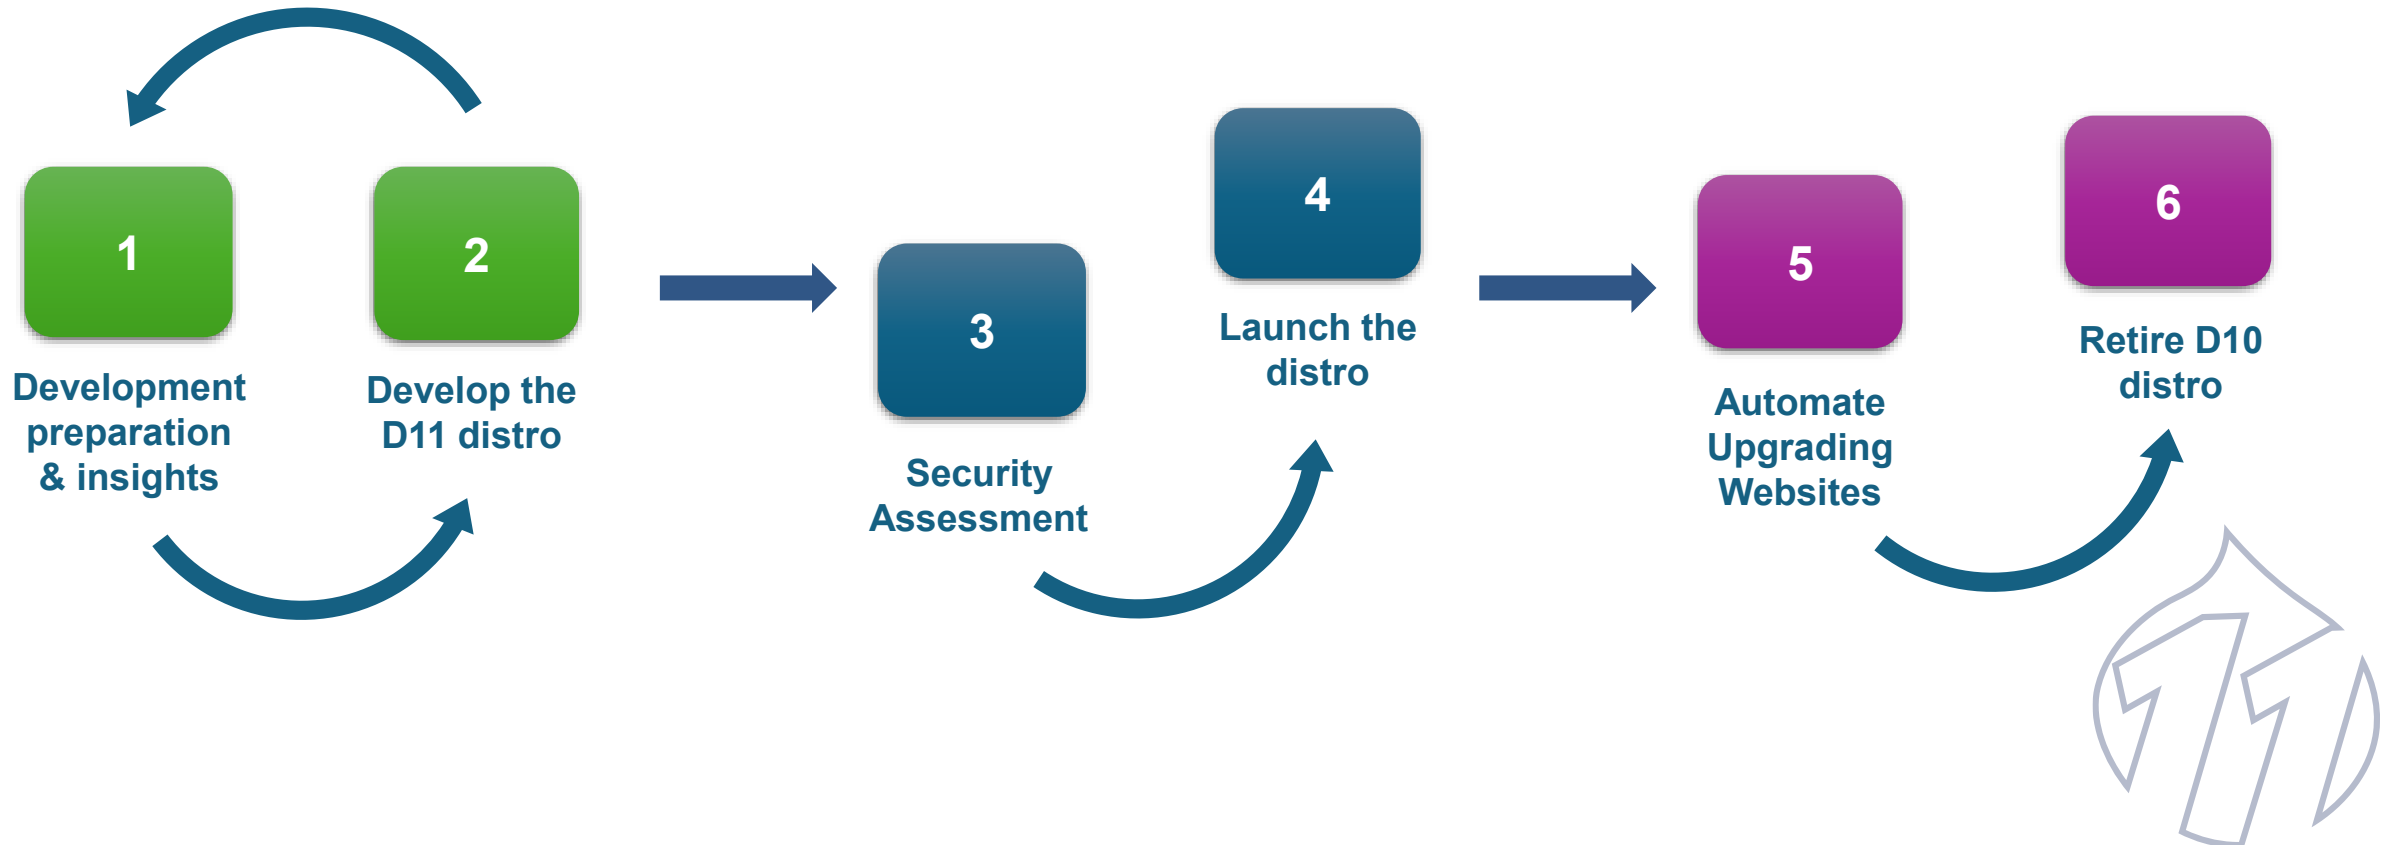 1
Development
preparation
& insights
2
Develop the
D11 distro
3
Security
Assessment
4
Launch the
distro
5
Automate
Upgrading
Websites
6
Retire D10
distro
11